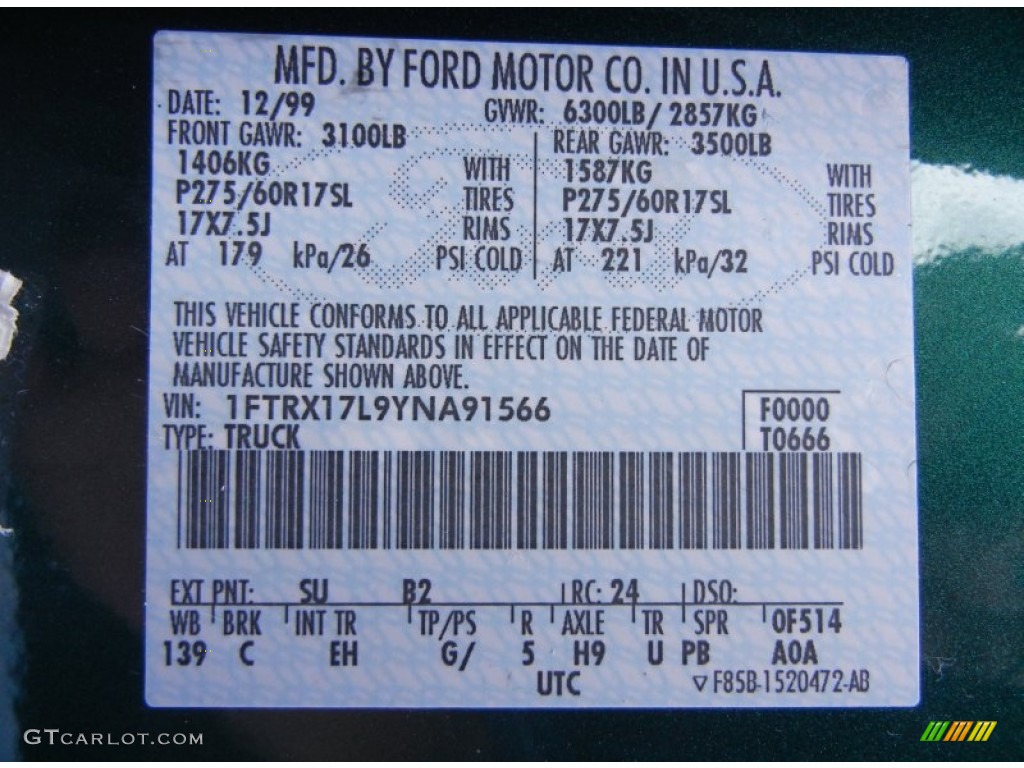 MFD. BY FORD MOTOR CO. IN U.S.A.
DATE: 12/99 GVWR: 6300LB/ 2857KG
FRONT GAWR: 3100LB REAR GAWR: 3500LB
1406KG WITH 1587KG WITH
P275/60R17SL TIRES P275/60R17SL TIRES
17X7.5J RIMS 17X7.5J RIMS
AT 179 kPa/26 PSI COLD AT 221 kPa/32 PSI COLD
THIS VEHICLE CONFORMS TO ALL APPLICABLE FEDERAL MOTOR
VEHICLE SAFETY STANDARDS IN EFFECT ON THE DATE OF
MANUFACTURE SHOWN ABOVE.
VIN: 1FTRX17L9YNA91566 F0000
TYPE: TRUCK T0666
EXT PNT: SU B2 RC: 24 DSO:
WB BRK INT TR TP/PS R AXLE TR SPR 0F514
139 C EH G/ 5 H9 U PB A0A
UTC ▽F85B-1520472-AB
GTCARLOT.COM